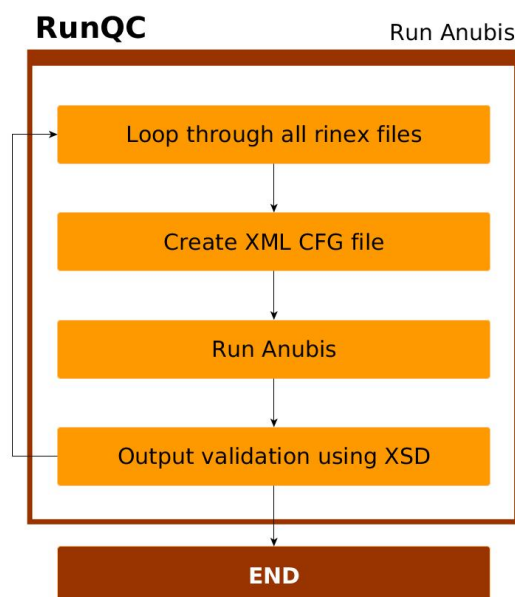 RunQC
Run Anubis
Loop through all rinex files
Create XML CFG file
Run Anubis
Output validation using XSD
END